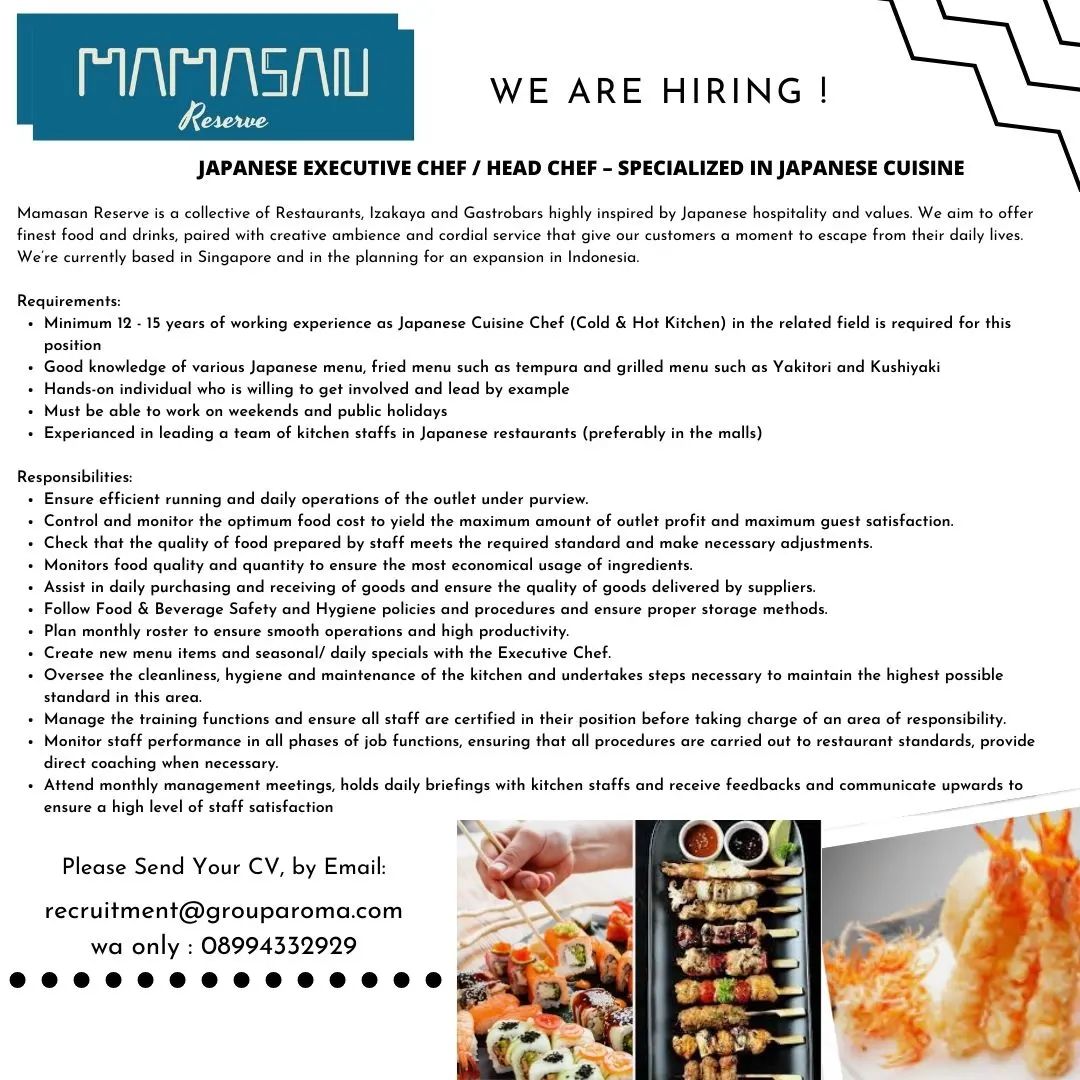 MAMASAN
Reserve
WE ARE HIRING !
JAPANESE EXECUTIVE CHEF / HEAD CHEF – SPECIALIZED IN JAPANESE CUISINE
Mamasan Reserve is a collective of Restaurants, Izakaya and Gastrobars highly inspired by Japanese hospitality and values. We aim to offer
finest food and drinks, paired with creative ambience and cordial service that give our customers a moment to escape from their daily lives.
We're currently based in Singapore and in the planning for an expansion in Indonesia.
Requirements:
• Minimum 12 - 15 years of working experience as Japanese Cuisine Chef (Cold & Hot Kitchen) in the related field is required for this
position
• Good knowledge of various Japanese menu, fried menu such as tempura and grilled menu such as Yakitori and Kushiyaki
• Hands-on individual who is willing to get involved and lead by example
• Must be able to work on weekends and public holidays
• Experianced in leading a team of kitchen staffs in Japanese restaurants (preferably in the malls)
Responsibilities:
• Ensure efficient running and daily operations of the outlet under purview.
• Control and monitor the optimum food cost to yield the maximum amount of outlet profit and maximum guest satisfaction.
• Check that the quality of food prepared by staff meets the required standard and make necessary adjustments.
• Monitors food quality and quantity to ensure the most economical usage of ingredients.
• Assist in daily purchasing and receiving of goods and ensure the quality of goods delivered by suppliers.
• Follow Food & Beverage Safety and Hygiene policies and procedures and ensure proper storage methods.
• Plan monthly roster to ensure smooth operations and high productivity.
• Create new menu items and seasonal/ daily specials with the Executive Chef.
• Oversee the cleanliness, hygiene and maintenance of the kitchen and undertakes steps necessary to maintain the highest possible
standard in this area.
• Manage the training functions and ensure all staff are certified in their position before taking charge of an area of responsibility.
• Monitor staff performance in all phases of job functions, ensuring that all procedures are carried out to restaurant standards, provide
direct coaching when necessary.
• Attend monthly management meetings, holds daily briefings with kitchen staffs and receive feedbacks and communicate upwards to
ensure a high level of staff satisfaction
Please Send Your CV, by Email:
recruitment@grouparoma.com
wa only : 08994332929